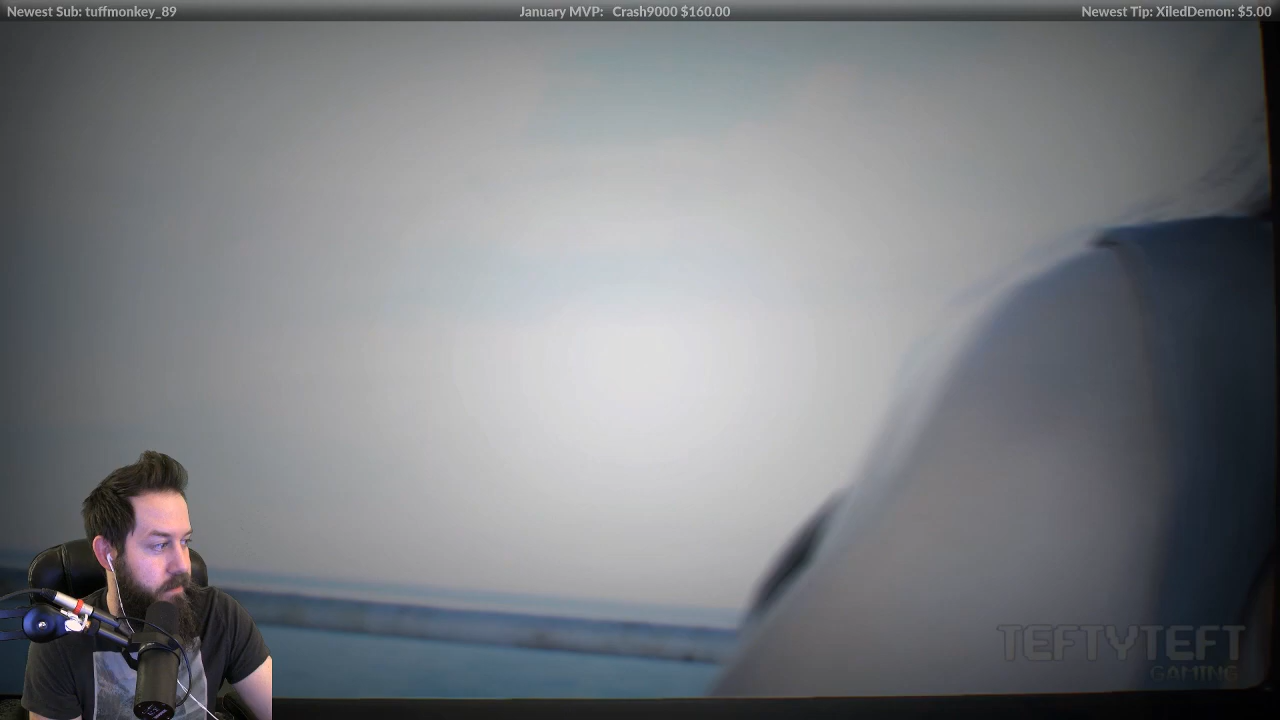 Newest Sub: tuffmonkey_89
January MVP: Crash9000 $160.00
Newest Tip: XiledDemon: $5.00
TEFTYTEFT
GAMING